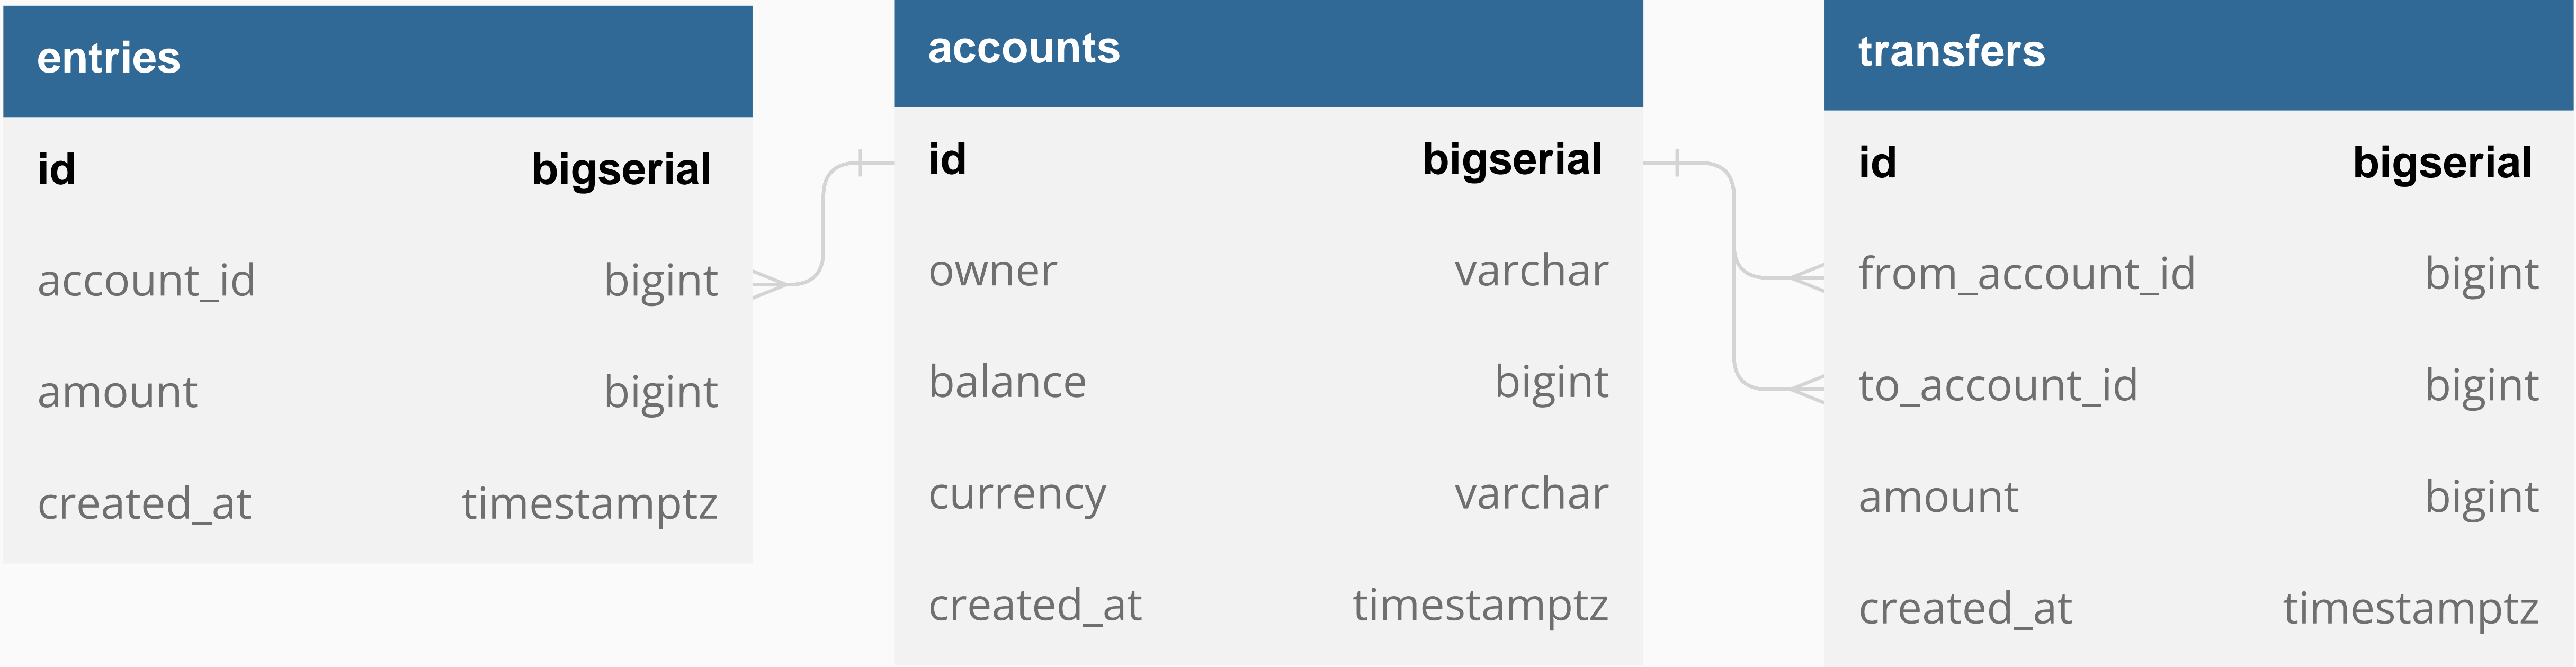 entries
id bigserial
account_id bigint
amount bigint
created_at timestamptz
accounts
id bigserial
owner varchar
balance bigint
currency varchar
created_at timestamptz
transfers
id bigserial
from_account_id bigint
to_account_id bigint
amount bigint
created_at timestamptz